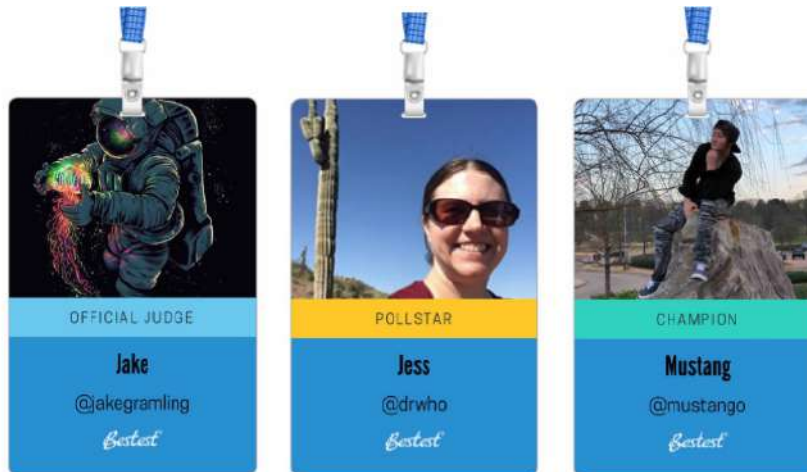 OFFICIAL JUDGE
Jake
@jakegramling
Bestest
POLLSTAR
Jess
@drwho
Bestest
CHAMPION
Mustang
@mustango
Bestest